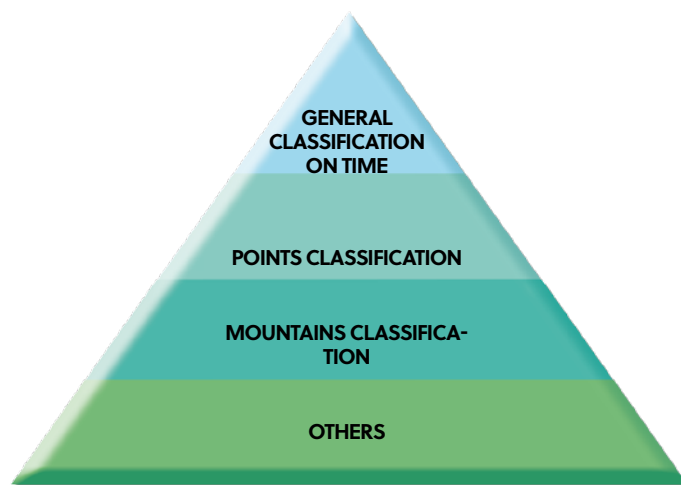 GENERAL
CLASSIFICATION
ON TIME
POINTS CLASSIFICATION
MOUNTAINS CLASSIFICA-
TION
OTHERS